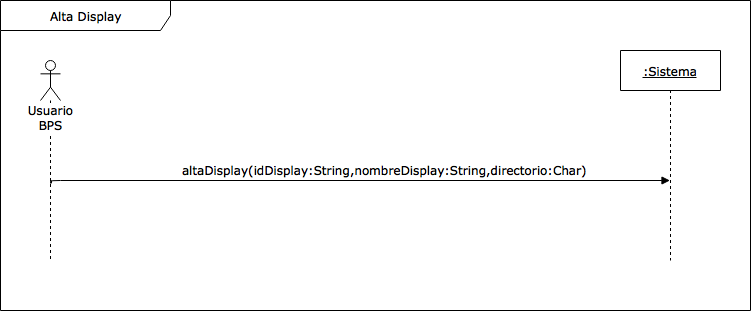 Alta Display
:Sistema
Usuario
BPS
altaDisplay(idDisplay:String,nombreDisplay:String,directorio:Char)